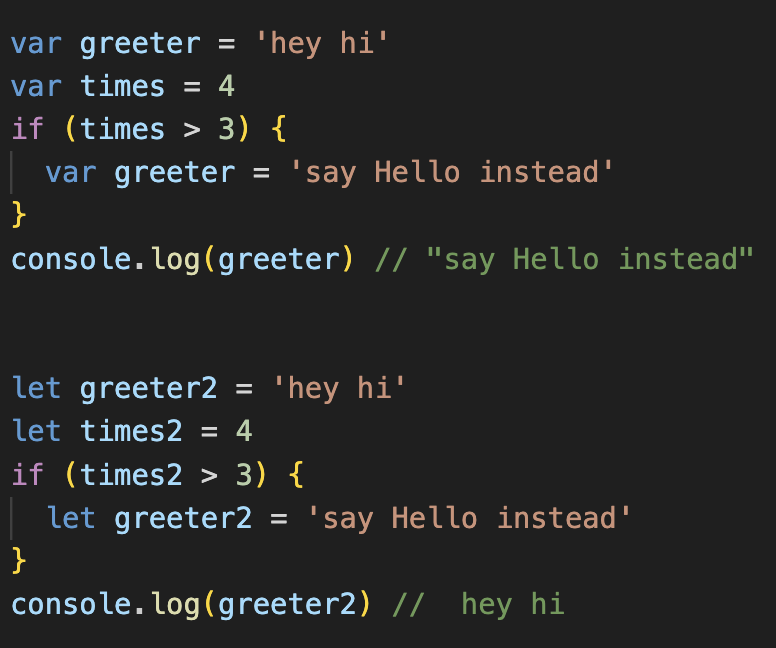 var greeter = 'hey hi'
var times = 4
if (times > 3) {
  var greeter = 'say Hello instead'
}
console.log(greeter) // "say Hello instead"
let greeter2 = 'hey hi'
let times2 = 4
if (times2 > 3) {
  let greeter2 = 'say Hello instead'
}
console.log(greeter2) //  hey hi